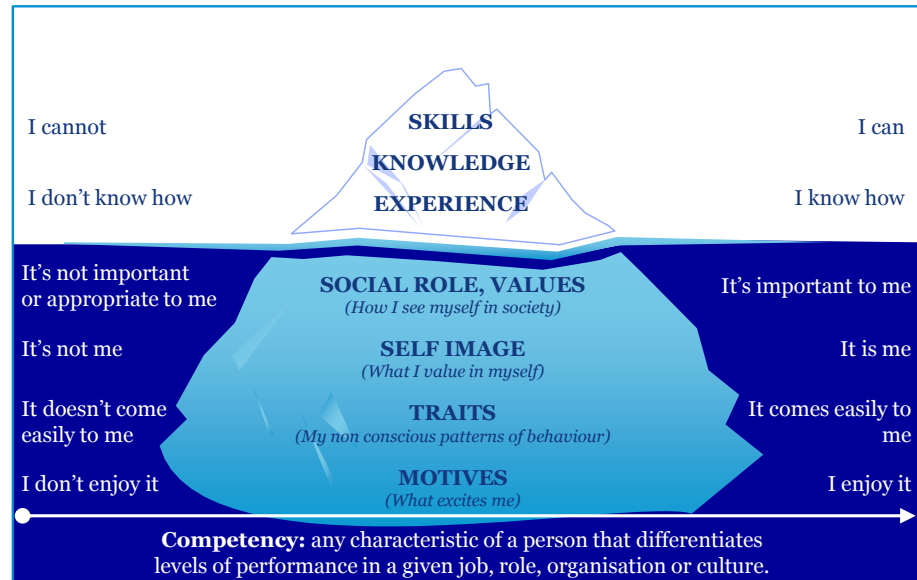 SKILLS
I cannot
I can
KNOWLEDGE
I don’t know how
EXPERIENCE
I know how
It’s not important
or appropriate to me
SOCIAL ROLE, VALUES
(How I see myself in society)
It’s important to me
It’s not me
SELF IMAGE
(What I value in myself)
It is me
It doesn’t come
easily to me
TRAITS
(My non conscious patterns of behaviour)
It comes easily to
me
I don’t enjoy it
MOTIVES
(What excites me)
I enjoy it
Competency: any characteristic of a person that differentiates
levels of performance in a given job, role, organisation or culture.